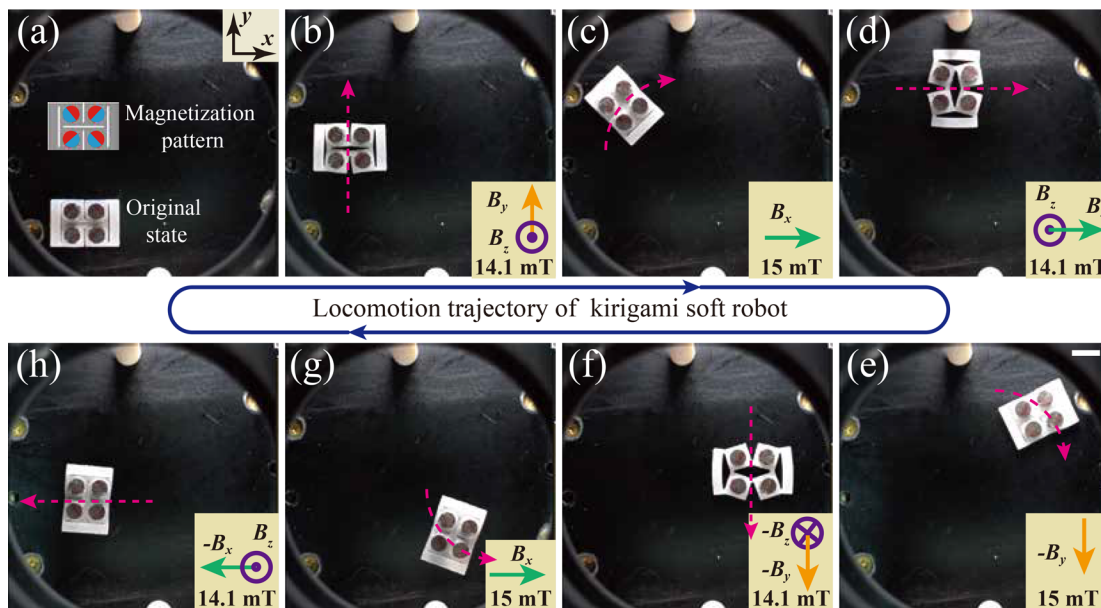 (a)
y
x
Magnetization
pattern
Original
state
(b)
B_y
B_z
14.1 mT
(c)
B_x
15 mT
(d)
B_z
14.1 mT
Locomotion trajectory of kirigami soft robot
(h)
-B_x
B_z
14.1 mT
(g)
B_x
15 mT
(f)
-B_z
-B_y
14.1 mT
(e)
-B_y
15 mT